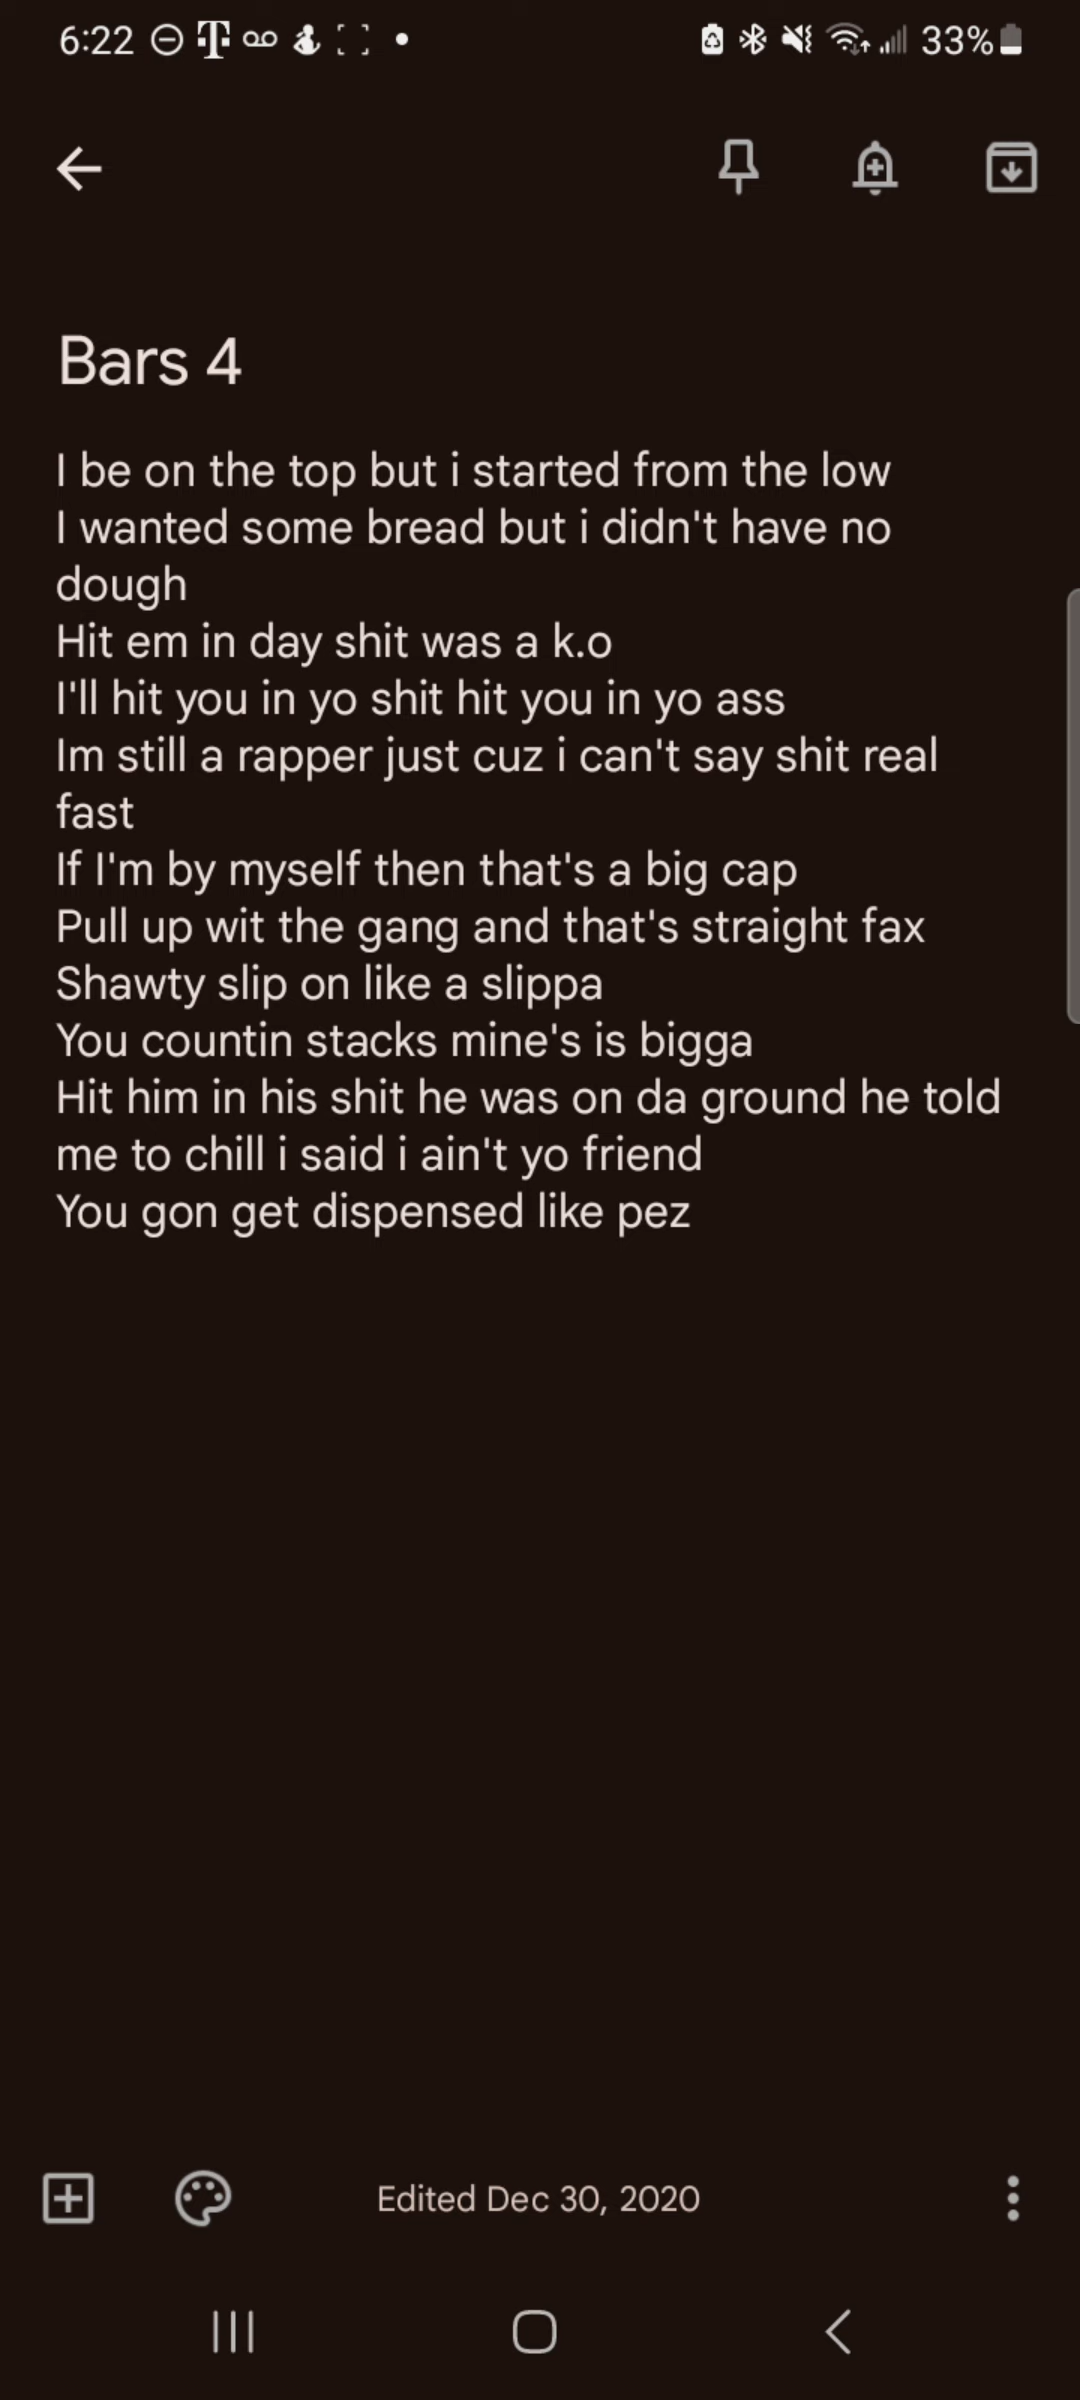 6:22
33%
Bars 4
I be on the top but i started from the low
I wanted some bread but i didn't have no
dough
Hit em in day shit was a k.o
I'll hit you in yo shit hit you in yo ass
Im still a rapper just cuz i can't say shit real
fast
If I'm by myself then that's a big cap
Pull up wit the gang and that's straight fax
Shawty slip on like a slippa
You countin stacks mine's is bigga
Hit him in his shit he was on da ground he told
me to chill i said i ain't yo friend
You gon get dispensed like pez
Edited Dec 30, 2020